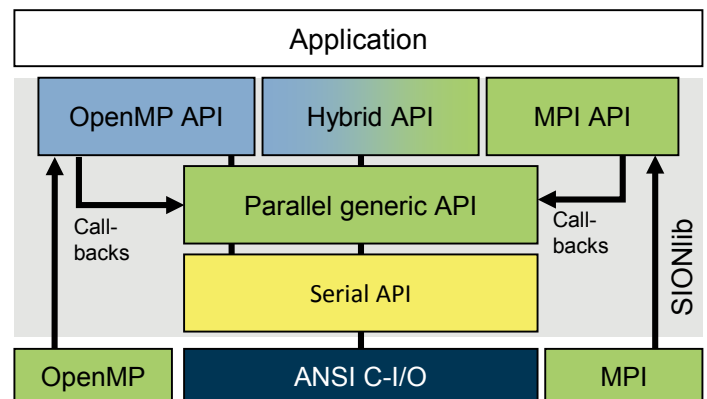 Application
OpenMP API
Hybrid API
MPI API
Parallel generic API
Call-
backs
Call-
backs
Serial API
SIONlib
OpenMP
ANSI C-I/O
MPI